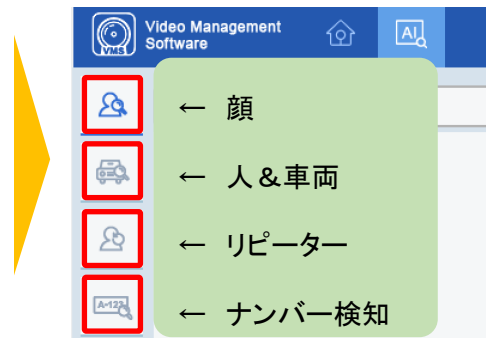 Video Management
Software
VMS
AI
← 顔
← 人＆車両
← リピーター
A-123
← ナンバー検知